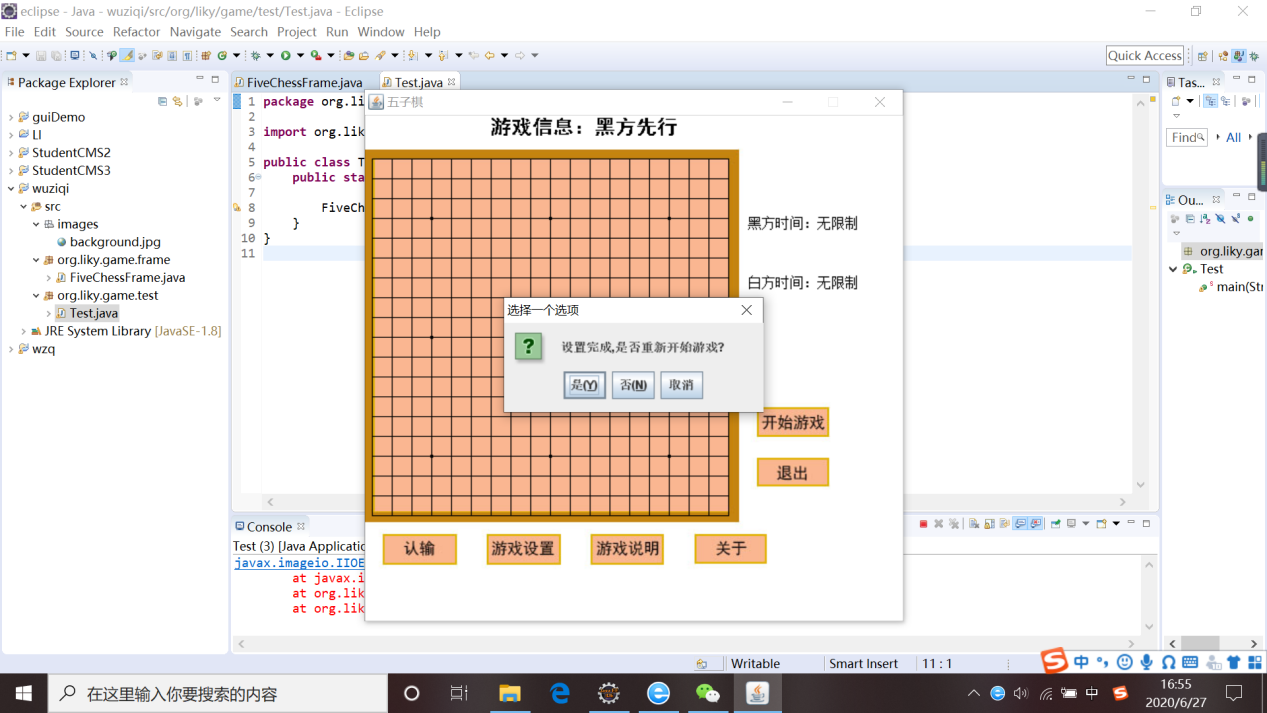 eclipse - Java - wuziqi/src/org/liky/game/test/Test.java - Eclipse
File Edit Source Refactor Navigate Search Project Run Window Help
Quick Access
Package Explorer
guiDemo
LI
StudentCMS2
StudentCMS3
wuziqi
src
images
background.jpg
org.liky.game.frame
FiveChessFrame.java
org.liky.game.test
Test.java
JRE System Library [JavaSE-1.8]
wzq
FiveChessFrame.java Test.java
1 package org.li
2
3 import org.lik
4
5 public class T
6 public sta
7
8 FiveCh
9 }
10 }
11
五子棋
游戏信息：黑方先行
黑方时间：无限制
白方时间：无限制
选择一个选项
设置完成,是否重新开始游戏?
是(Y) 否(N) 取消
开始游戏
退出
认输 游戏设置 游戏说明 关于
Tas...
Find All
Ou...
org.liky.gar
Test
main(Str
Console
Test (3) [Java Applicatio
javax.imageio.IIOE
at javax.i
at org.lik
at org.lik
Writable Smart Insert 11 : 1
中
在这里输入你要搜索的内容
中
16:55
2020/6/27